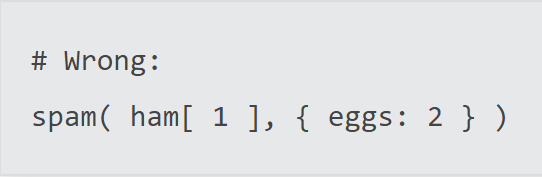 # Wrong:
spam( ham[ 1 ], { eggs: 2 } )